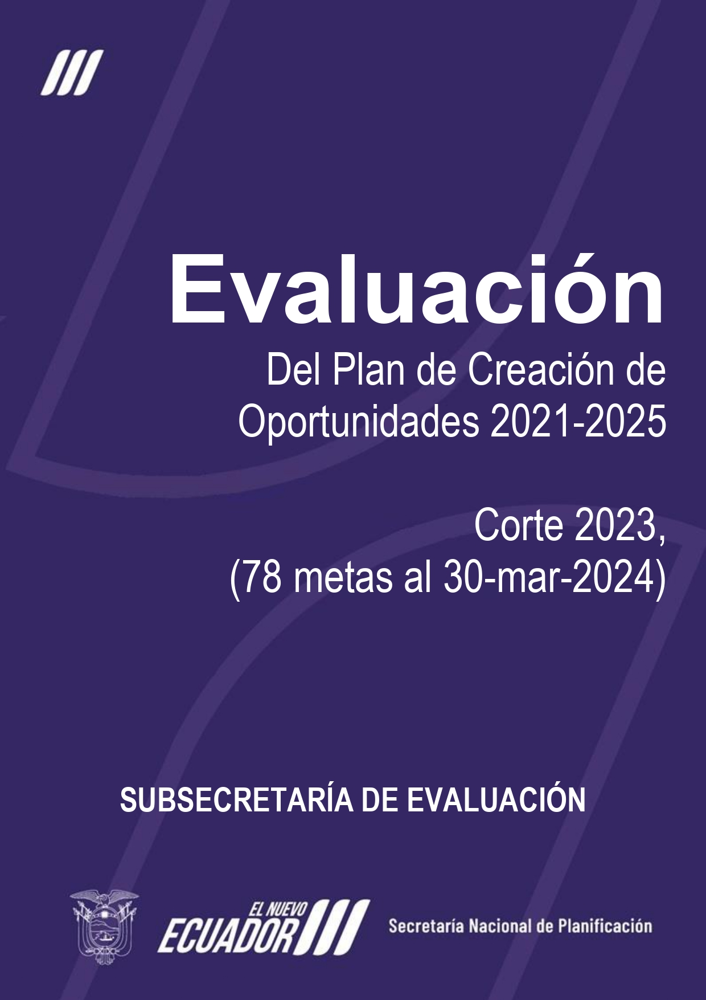 Evaluación
Del Plan de Creación de
Oportunidades 2021-2025
Corte 2023,
(78 metas al 30-mar-2024)
SUBSECRETARÍA DE EVALUACIÓN
EL NUEVO
ECUADOR
Secretaría Nacional de Planificación